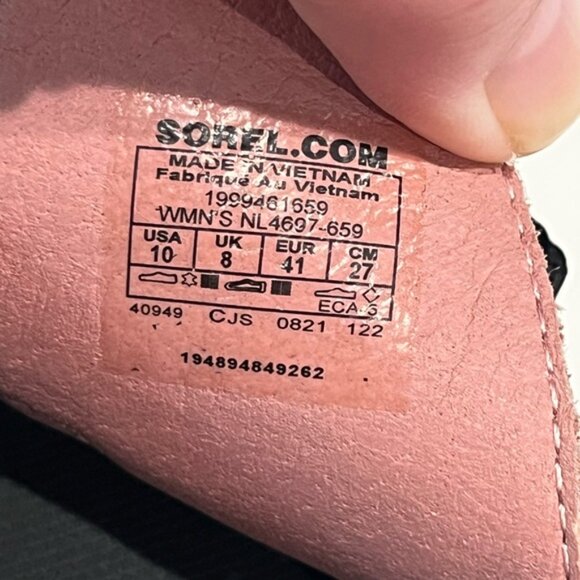 SOREL.COM
MADE IN VIETNAM
Fabriqué Au Vietnam
1999461659
WMN'S NL4697-659
USA UK EUR CM
10 8 41 27
ECA-6
40949 CJS 0821 122
194894849262